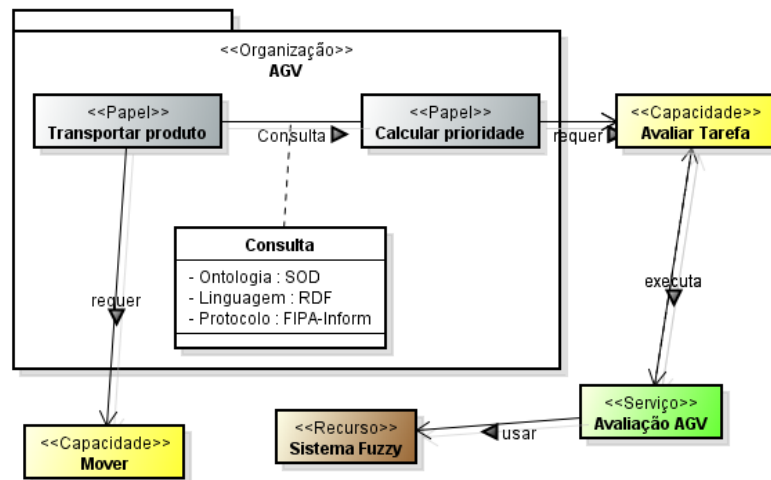 <<Organização>>
AGV
<<Papel>>
Transportar produto
Consulta
<<Papel>>
Calcular prioridade
requer
<<Capacidade>>
Avaliar Tarefa
Consulta
- Ontologia : SOD
- Linguagem : RDF
- Protocolo : FIPA-Inform
requer
executa
<<Capacidade>>
Mover
<<Recurso>>
Sistema Fuzzy
usar
<<Serviço>>
Avaliação AGV